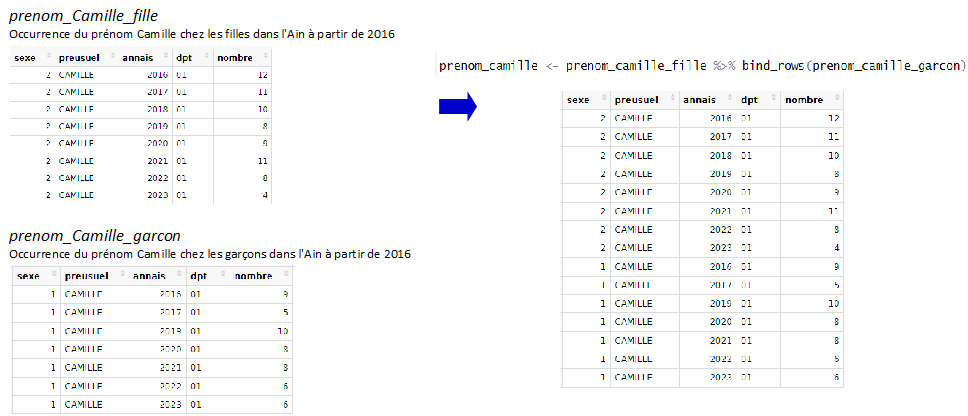 prenom_Camille_fille
Occurrence du prénom Camille chez les filles dans l'Ain à partir de 2016
sexe preusuel annais dpt nombre
2 CAMILLE 2016 01 12
2 CAMILLE 2017 01 11
2 CAMILLE 2018 01 10
2 CAMILLE 2019 01 8
2 CAMILLE 2020 01 9
2 CAMILLE 2021 01 11
2 CAMILLE 2022 01 8
2 CAMILLE 2023 01 4
prenom_Camille_garcon
Occurrence du prénom Camille chez les garçons dans l'Ain à partir de 2016
sexe preusuel annais dpt nombre
1 CAMILLE 2016 01 9
1 CAMILLE 2017 01 5
1 CAMILLE 2019 01 10
1 CAMILLE 2020 01 8
1 CAMILLE 2021 01 8
1 CAMILLE 2022 01 6
1 CAMILLE 2023 01 6
prenom_camille <- prenom_camille_fille %>% bind_rows(prenom_camille_garcon)
sexe preusuel annais dpt nombre
2 CAMILLE 2016 01 12
2 CAMILLE 2017 01 11
2 CAMILLE 2018 01 10
2 CAMILLE 2019 01 8
2 CAMILLE 2020 01 9
2 CAMILLE 2021 01 11
2 CAMILLE 2022 01 8
2 CAMILLE 2023 01 4
1 CAMILLE 2016 01 9
1 CAMILLE 2017 01 5
1 CAMILLE 2019 01 10
1 CAMILLE 2020 01 8
1 CAMILLE 2021 01 8
1 CAMILLE 2022 01 6
1 CAMILLE 2023 01 6